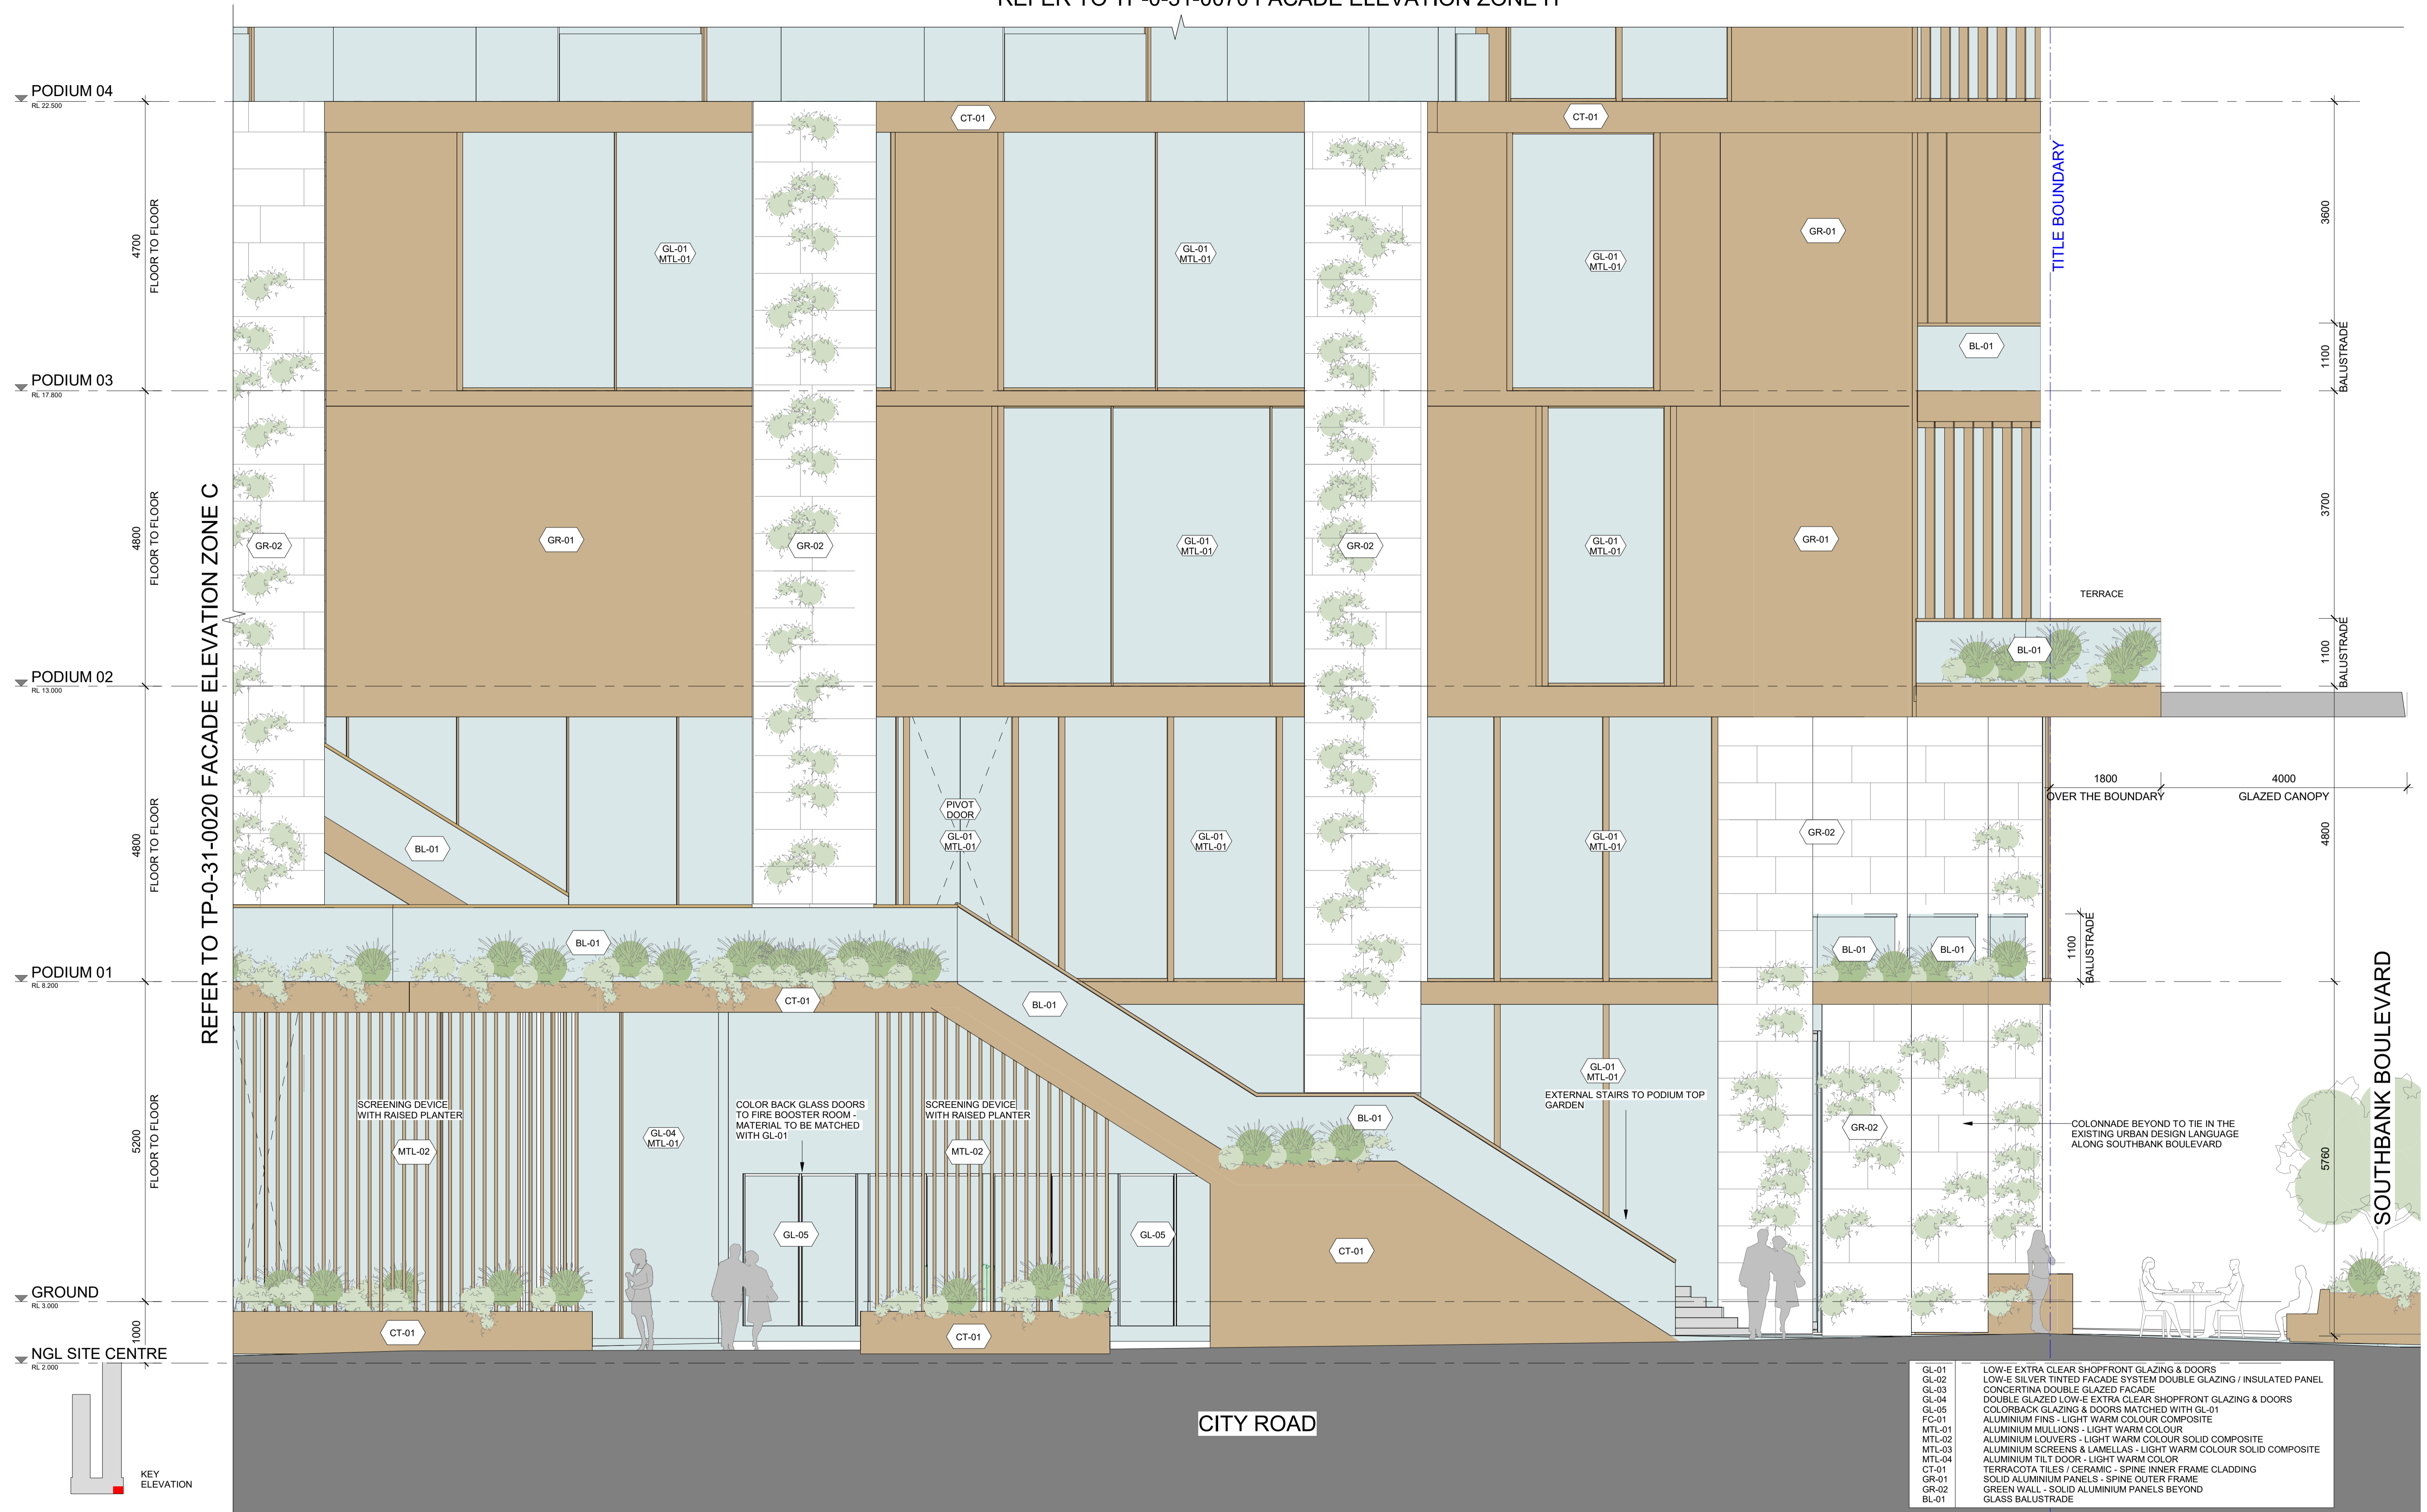 REFER TO TP-0-31-0070 FACADE ELEVATION ZONE H
PODIUM 04
RL 22.500
4700
FLOOR TO FLOOR
PODIUM 03
RL 17.800
4800
FLOOR TO FLOOR
PODIUM 02
RL 13.000
4800
FLOOR TO FLOOR
PODIUM 01
RL 8.200
5200
FLOOR TO FLOOR
GROUND
RL 3.000
1000
NGL SITE CENTRE
RL 2.000
KEY
ELEVATION
REFER TO TP-0-31-0020 FACADE ELEVATION ZONE C
CT-01
CT-01
GL-01
MTL-01
GL-01
MTL-01
GL-01
MTL-01
GR-01
BL-01
TITLE BOUNDARY
3600
1100
BALUSTRADE
GR-02
GR-01
GR-02
GL-01
MTL-01
GR-02
GL-01
MTL-01
GR-01
3700
TERRACE
BL-01
1100
BALUSTRADE
1800
OVER THE BOUNDARY
4000
GLAZED CANOPY
4800
BL-01
PIVOT
DOOR
GL-01
MTL-01
GL-01
MTL-01
GL-01
MTL-01
GR-02
BL-01
BL-01
BL-01
1100
BALUSTRADE
CT-01
BL-01
SCREENING DEVICE
WITH RAISED PLANTER
MTL-02
GL-04
MTL-01
COLOR BACK GLASS DOORS
TO FIRE BOOSTER ROOM -
MATERIAL TO BE MATCHED
WITH GL-01
SCREENING DEVICE
WITH RAISED PLANTER
MTL-02
BL-01
GL-01
MTL-01
EXTERNAL STAIRS TO PODIUM TOP
GARDEN
GR-02
COLONNADE BEYOND TO TIE IN THE
EXISTING URBAN DESIGN LANGUAGE
ALONG SOUTHBANK BOULEVARD
5760
SOUTHBANK BOULEVARD
GL-05
GL-05
CT-01
CT-01
CT-01
CITY ROAD
GL-01 LOW-E EXTRA CLEAR SHOPFRONT GLAZING & DOORS
GL-02 LOW-E SILVER TINTED FACADE SYSTEM DOUBLE GLAZING / INSULATED PANEL
GL-03 CONCERTINA DOUBLE GLAZED FACADE
GL-04 DOUBLE GLAZED LOW-E EXTRA CLEAR SHOPFRONT GLAZING & DOORS
GL-05 COLORBACK GLAZING & DOORS MATCHED WITH GL-01
FC-01 ALUMINIUM FINS - LIGHT WARM COLOUR COMPOSITE
MTL-01 ALUMINIUM MULLIONS - LIGHT WARM COLOUR
MTL-02 ALUMINIUM LOUVERS - LIGHT WARM COLOUR SOLID COMPOSITE
MTL-03 ALUMINIUM SCREENS & LAMELLAS - LIGHT WARM COLOUR SOLID COMPOSITE
MTL-04 ALUMINIUM TILT DOOR - LIGHT WARM COLOR
CT-01 TERRACOTA TILES / CERAMIC - SPINE INNER FRAME CLADDING
GR-01 SOLID ALUMINIUM PANELS - SPINE OUTER FRAME
GR-02 GREEN WALL - SOLID ALUMINIUM PANELS BEYOND
BL-01 GLASS BALUSTRADE